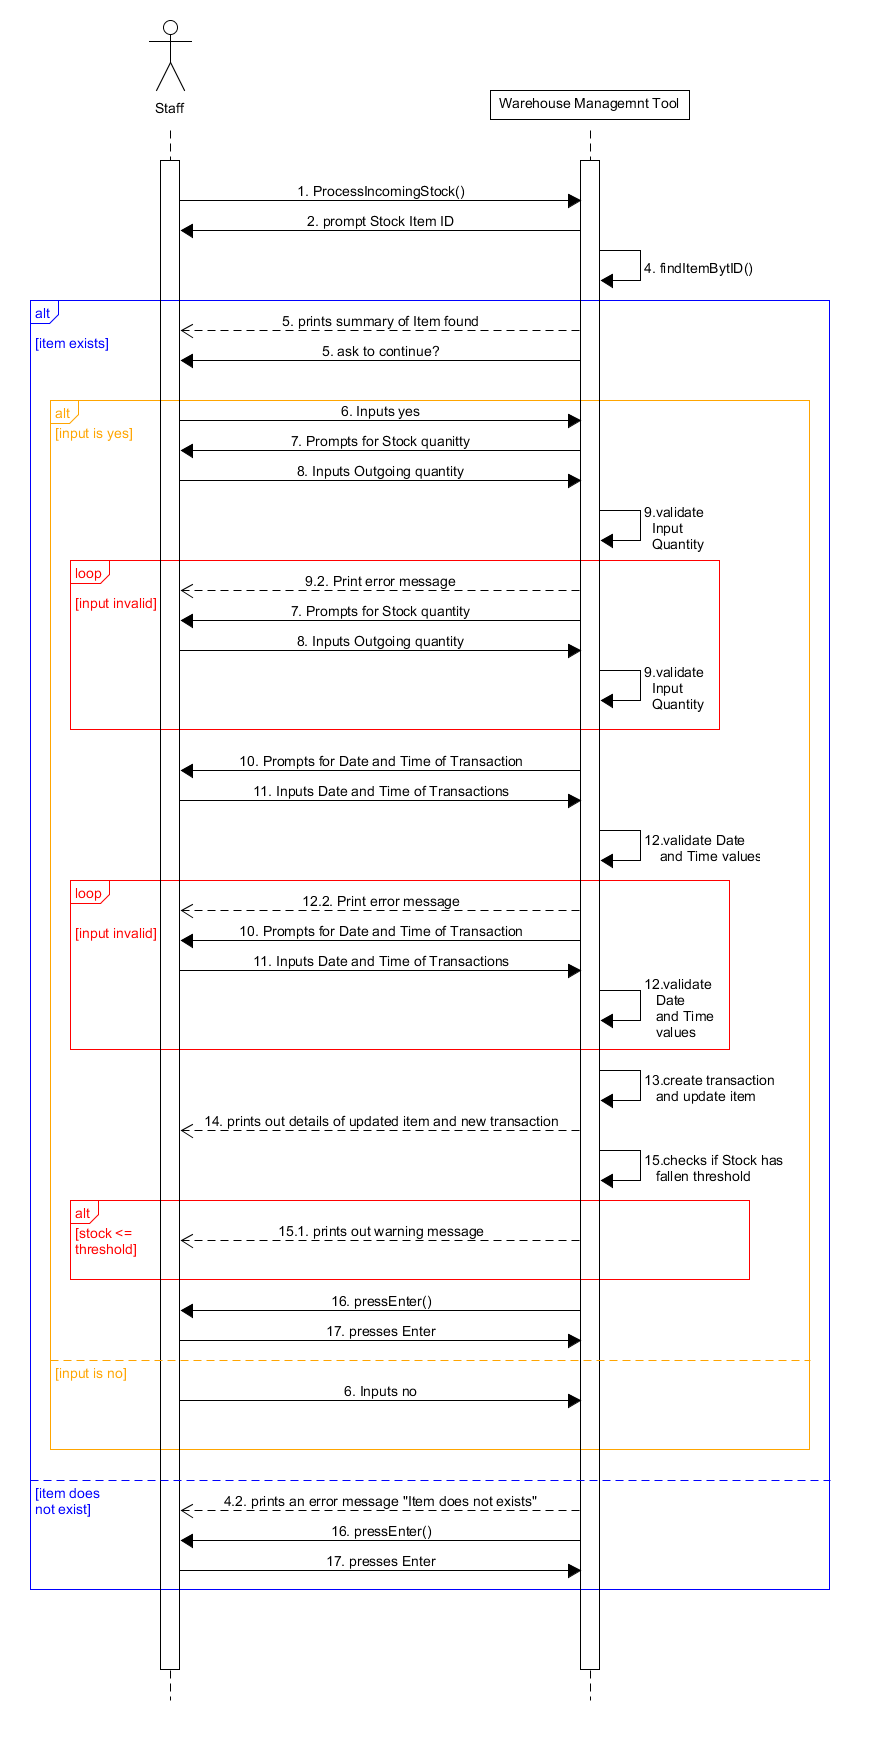 Staff
Warehouse Managemnt Tool
1. ProcessIncomingStock()
2. prompt Stock Item ID
4. findItemBytID()
alt
5. prints summary of Item found
[item exists]
5. ask to continue?
alt
6. Inputs yes
[input is yes]
7. Prompts for Stock quanitty
8. Inputs Outgoing quantity
9.validate
Input
Quantity
loop
9.2. Print error message
[input invalid]
7. Prompts for Stock quantity
8. Inputs Outgoing quantity
9.validate
Input
Quantity
10. Prompts for Date and Time of Transaction
11. Inputs Date and Time of Transactions
12.validate Date
and Time values
loop
12.2. Print error message
[input invalid]
10. Prompts for Date and Time of Transaction
11. Inputs Date and Time of Transactions
12.validate
Date
and Time
values
13.create transaction
and update item
14. prints out details of updated item and new transaction
15.checks if Stock has
fallen threshold
alt
[stock <=
threshold]
15.1. prints out warning message
16. pressEnter()
17. presses Enter
[input is no]
6. Inputs no
[item does
not exist]
4.2. prints an error message "Item does not exists"
16. pressEnter()
17. presses Enter